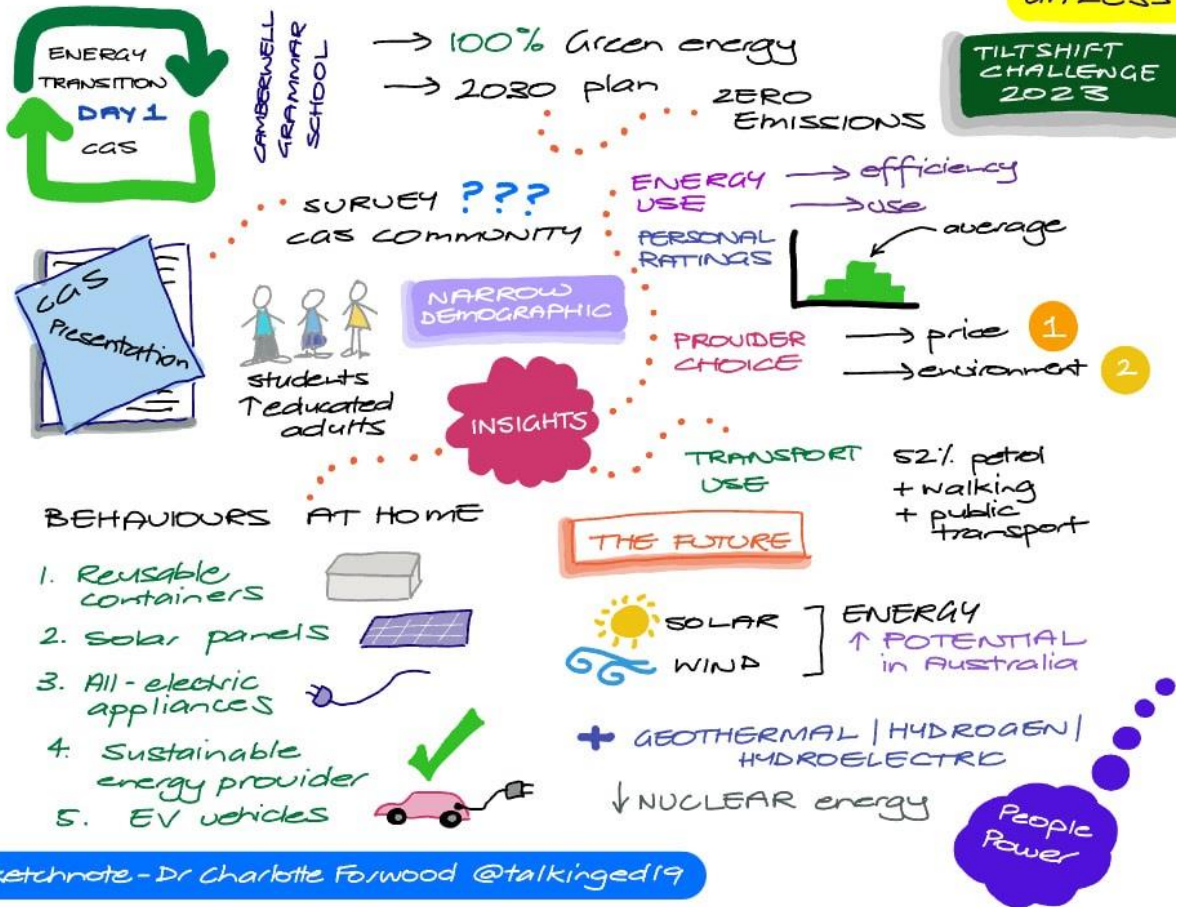 ENERGY
TRANSITION
DAY 1
CGS
CAMBERWELL
GRAMMAR
SCHOOL
→ 100% Green energy
→ 2030 plan
ZERO
EMISSIONS
TILTSHIFT
CHALLENGE
2023
SURVEY ???
CGS COMMUNITY
CGS
Presentation
students
↑educated
adults
NARROW
DEMOGRAPHIC
INSIGHTS
ENERGY
USE
→ efficiency
→ use
PERSONAL
RATINGS
average
PROVIDER
CHOICE
→ price 1
→ environment 2
TRANSPORT
USE
52% petrol
+ walking
+ public
transport
BEHAVIOURS AT HOME
1. Reusable
containers
2. Solar panels
3. All-electric
appliances
4. Sustainable
energy provider
5. EV vehicles
THE FUTURE
SOLAR
WIND
ENERGY
↑ POTENTIAL
in Australia
+ GEOTHERMAL | HYDROGEN |
HYDROELECTRIC
↓ NUCLEAR energy
People
Power
ketchnote - Dr Charlotte Forwood @talkinged19